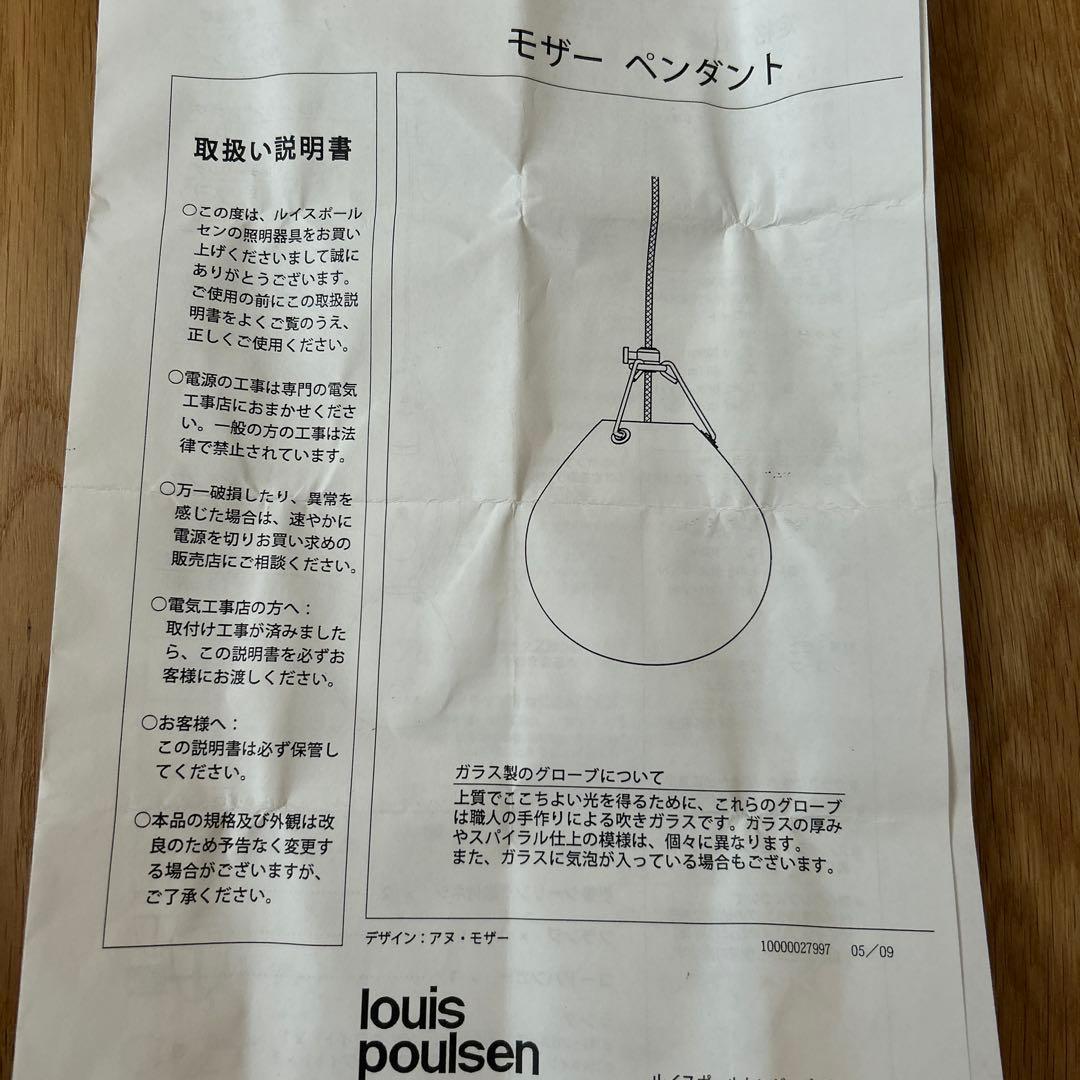 モザー ペンダント
取扱い説明書
○この度は、ルイスポール
センの照明器具をお買い
上げくださいまして誠に
ありがとうございます。
ご使用の前にこの取扱説
明書をよくご覧のうえ、
正しくご使用ください。
○電源の工事は専門の電気
工事店におまかせくださ
い。一般の方の工事は法
律で禁止されています。
○万一破損したり、異常を
感じた場合は、速やかに
電源を切りお買い求めの
販売店にご相談ください。
○電気工事店の方へ：
取付け工事が済みました
ら、この説明書を必ずお
客様にお渡しください。
○お客様へ：
この説明書は必ず保管し
てください。
○本品の規格及び外観は改
良のため予告なく変更す
る場合がございますが、
ご了承ください。
ガラス製のグローブについて
上質でここちよい光を得るために、これらのグローブ
は職人の手作りによる吹きガラスです。ガラスの厚み
やスパイラル仕上の模様は、個々に異なります。
また、ガラスに気泡が入っている場合もございます。
デザイン：アヌ・モザー
10000027997 05／09
louis
poulsen